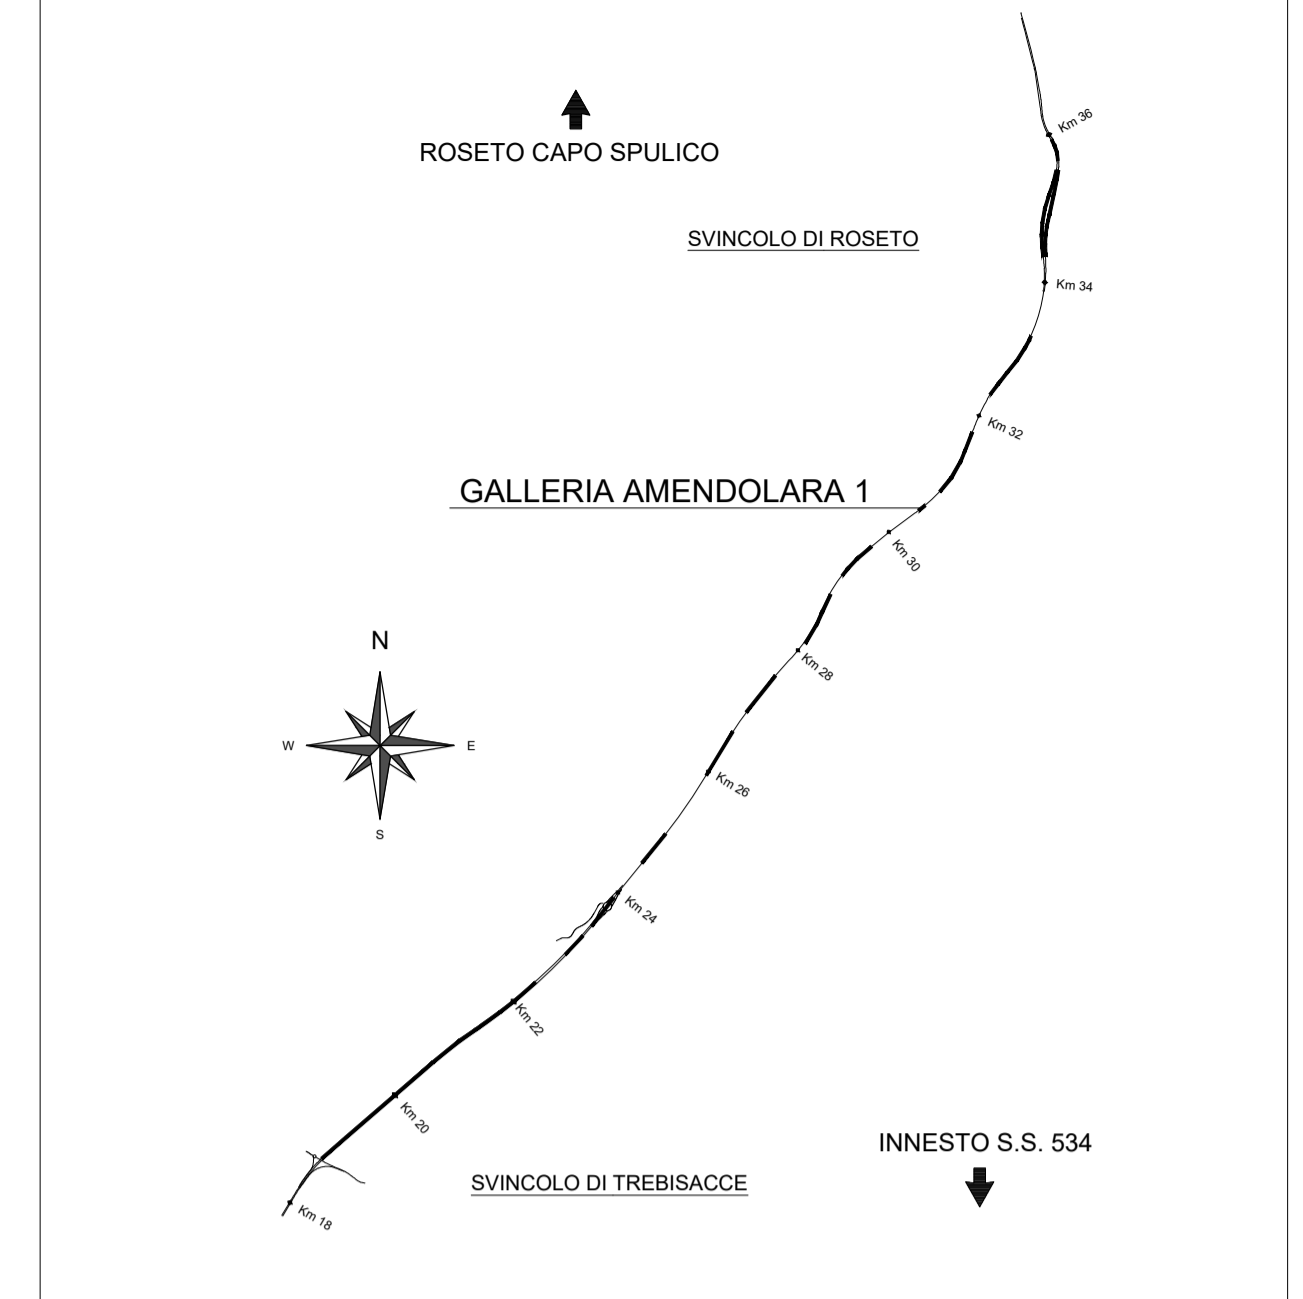 Km 36
ROSETO CAPO SPULICO
SVINCOLO DI ROSETO
Km 34
Km 32
GALLERIA AMENDOLARA 1
Km 30
N
Km 28
W
E
Km 26
S
Km 24
Km 22
Km 20
INNESTO S.S. 534
SVINCOLO DI TREBISACCE
Km 18